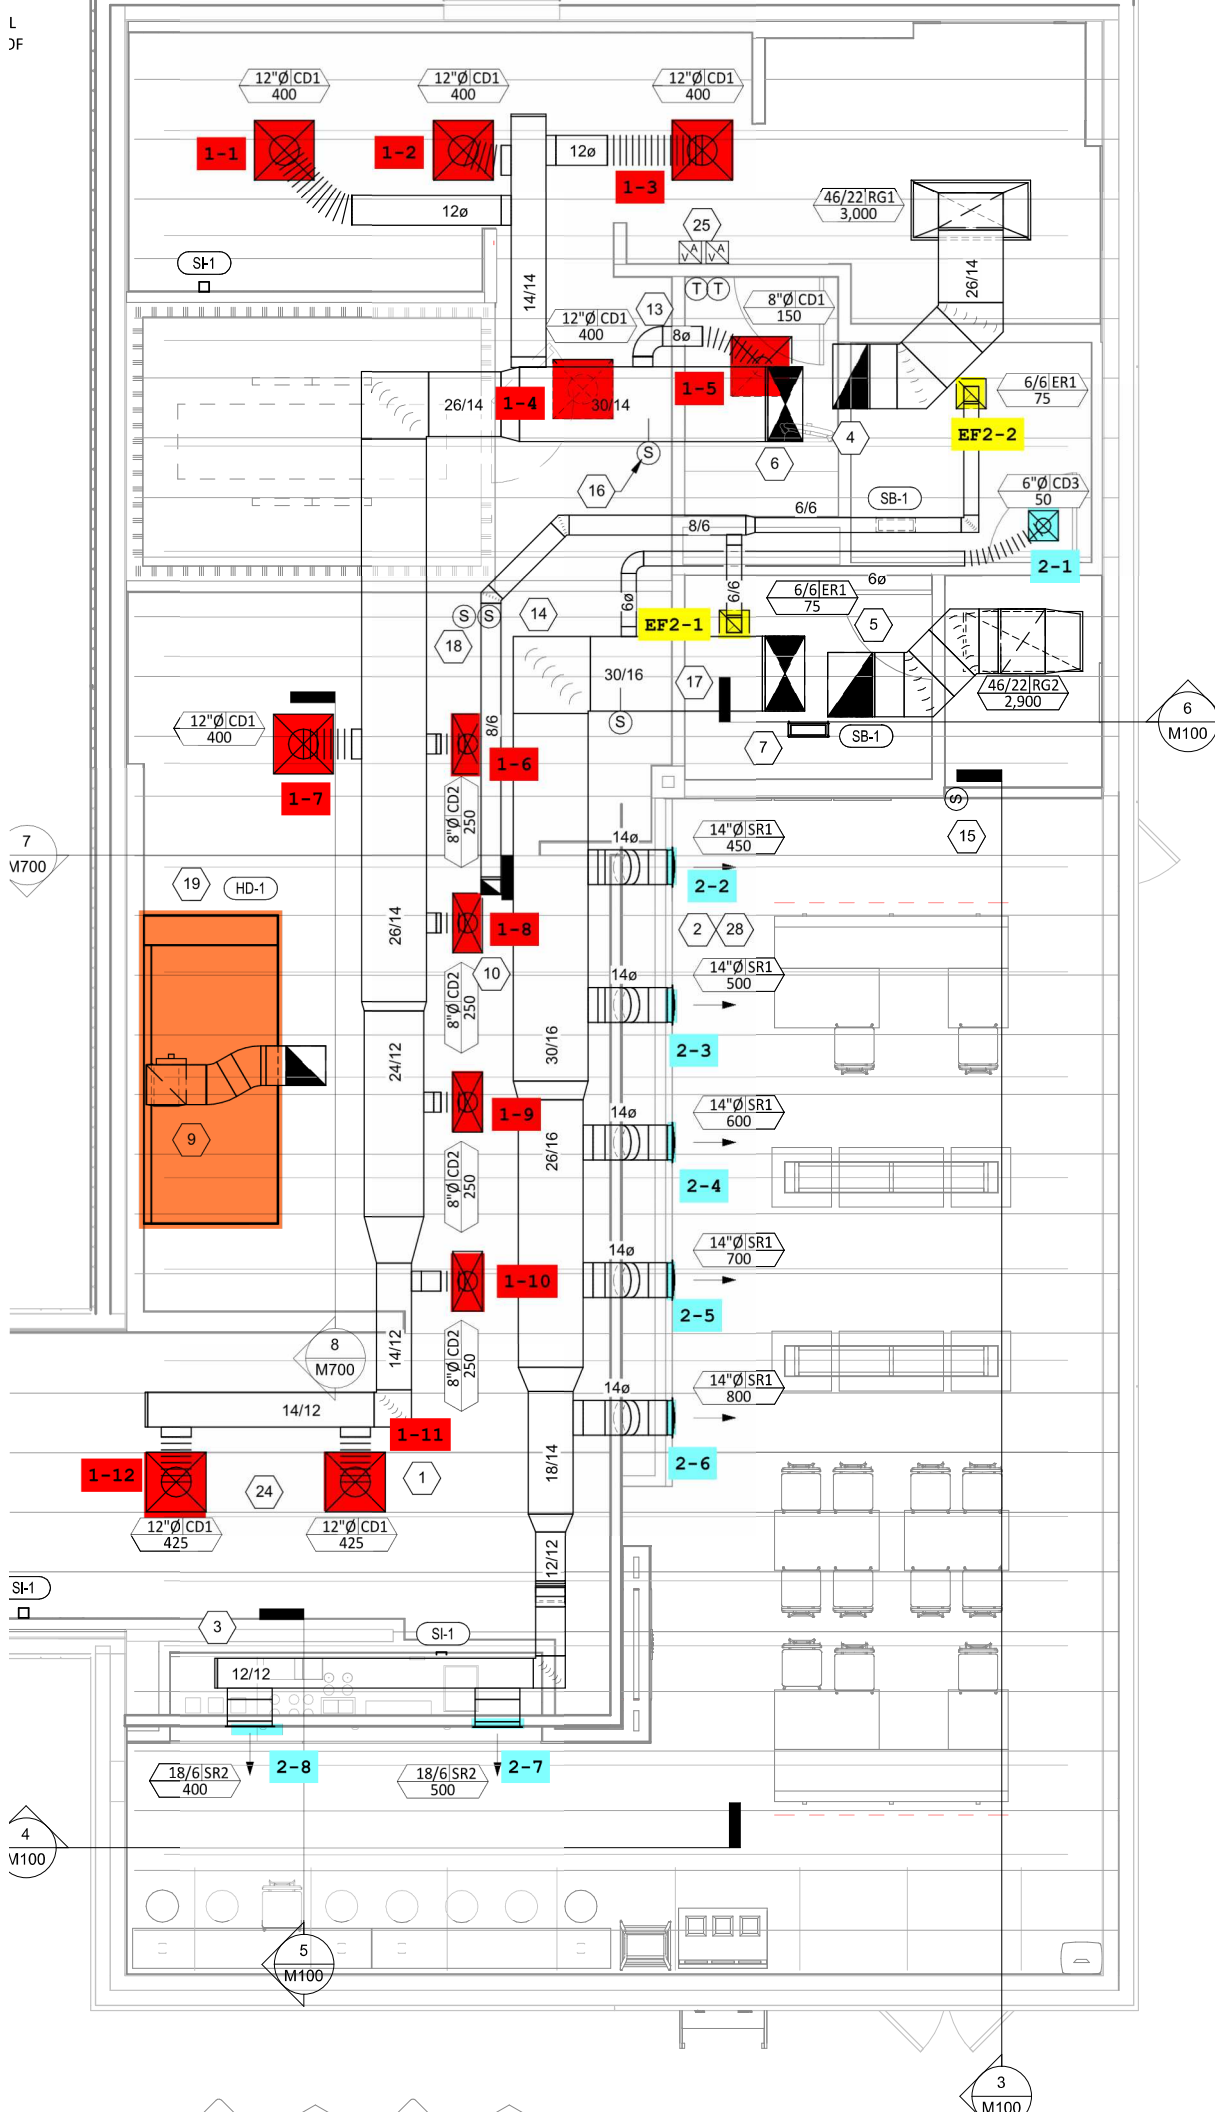 L
OF
12"Ø CD1
400
12"Ø CD1
400
12"Ø CD1
400
1-1
1-2
12ø
1-3
12ø
46/22 RG1
3,000
25
V A
V A
SI-1
T T
14/14
26/14
8"Ø CD1
150
13
12"Ø CD1
400
8ø
1-5
6/6 ER1
75
26/14
1-4
30/14
EF2-2
4
S
6
16
6"Ø CD3
50
SB-1
6/6
8/6
2-1
6ø
6/6
6ø
6/6 ER1
75
S S
14
EF2-1
5
18
30/16
17
46/22 RG2
2,900
6
M100
12"Ø CD1
400
8/6
S
SB-1
7
1-6
1-7
S
8"Ø CD2
250
14ø
14"Ø SR1
450
15
7
M700
19
HD-1
2-2
26/14
1-8
2
28
10
14ø
14"Ø SR1
500
8"Ø CD2
250
30/16
24/12
2-3
1-9
14ø
14"Ø SR1
600
9
26/16
8"Ø CD2
250
2-4
14ø
14"Ø SR1
700
1-10
2-5
8
M700
14/12
8"Ø CD2
250
14ø
14"Ø SR1
800
14/12
1-11
2-6
1-12
24
1
18/14
12"Ø CD1
425
12"Ø CD1
425
12/12
SI-1
3
SI-1
12/12
2-8
2-7
18/6 SR2
400
18/6 SR2
500
4
M100
5
M100
3
M100